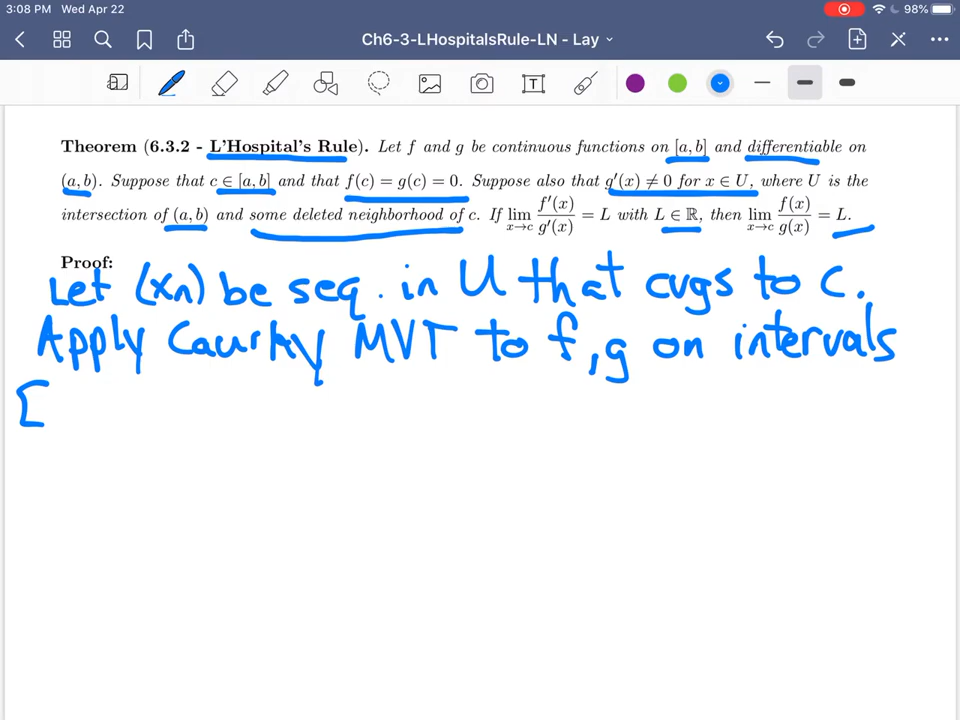 3:08 PM Wed Apr 22
98%
Ch6-3-LHospitalsRule-LN - Lay
T
Theorem (6.3.2 - L'Hospital's Rule). Let f and g be continuous functions on [a, b] and differentiable on
(a, b). Suppose that c ∈ [a, b] and that f(c) = g(c) = 0. Suppose also that g′(x) ≠ 0 for x ∈ U, where U is the
intersection of (a, b) and some deleted neighborhood of c. If lim x→c f′(x)/g′(x) = L with L ∈ ℝ, then lim x→c f(x)/g(x) = L.
Proof:
Let (xn) be seq. in U that cvgs to c.
Apply Cauchy MVT to f, g on intervals
[